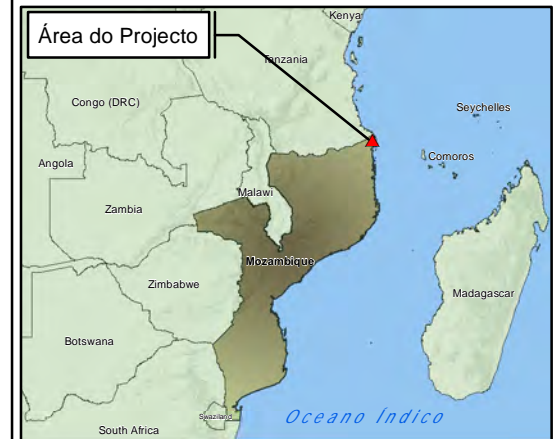 Kenya
Área do Projecto
Tanzania
Congo (DRC)
Seychelles
Angola
Comoros
Malawi
Zambia
Mozambique
Zimbabwe
Madagascar
Botswana
Swaziland
Oceano Índico
South Africa